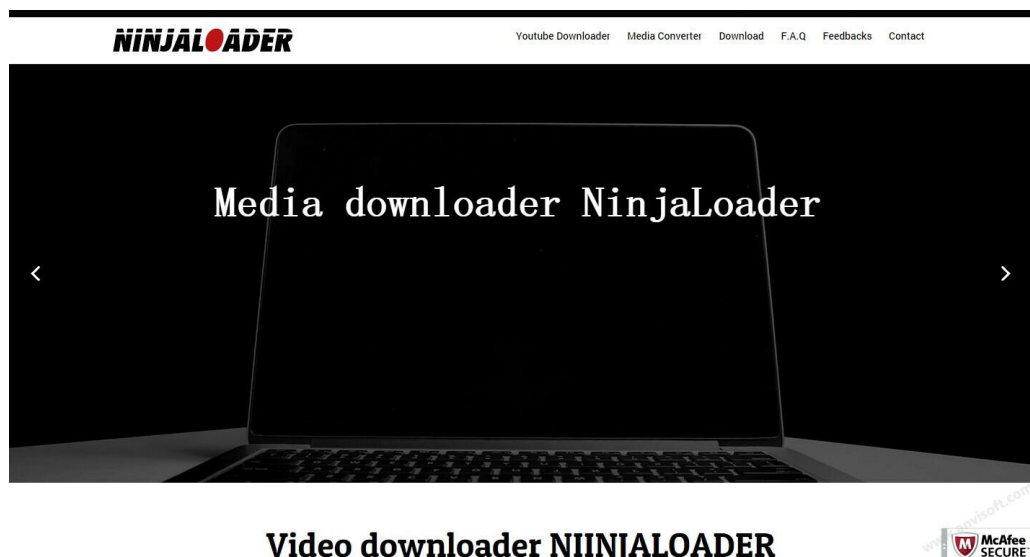 NINJALOADER
Youtube Downloader Media Converter Download F.A.Q Feedbacks Contact
Media downloader NinjaLoader
Video downloader NIINJALOADER
McAfee
SECURE